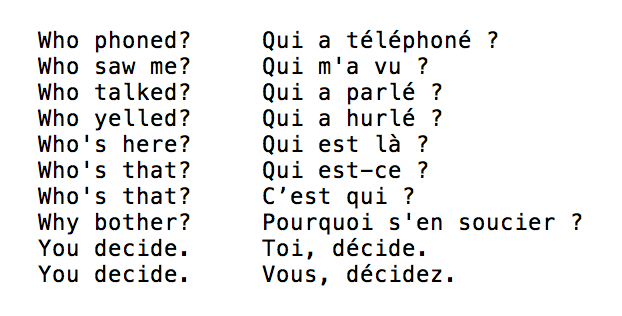 Who phoned? Qui a téléphoné ?
Who saw me? Qui m'a vu ?
Who talked? Qui a parlé ?
Who yelled? Qui a hurlé ?
Who's here? Qui est là ?
Who's that? Qui est-ce ?
Who's that? C’est qui ?
Why bother? Pourquoi s'en soucier ?
You decide. Toi, décide.
You decide. Vous, décidez.